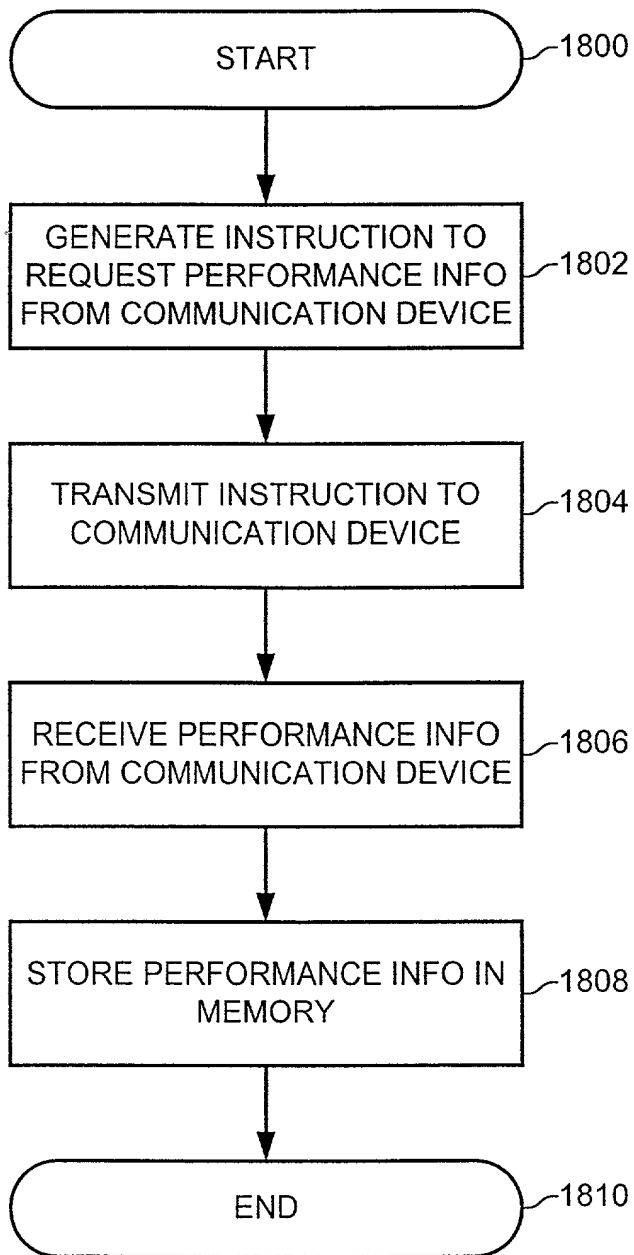 START
1800
GENERATE INSTRUCTION TO
REQUEST PERFORMANCE INFO
FROM COMMUNICATION DEVICE
1802
TRANSMIT INSTRUCTION TO
COMMUNICATION DEVICE
1804
RECEIVE PERFORMANCE INFO
FROM COMMUNICATION DEVICE
1806
STORE PERFORMANCE INFO IN
MEMORY
1808
END
1810